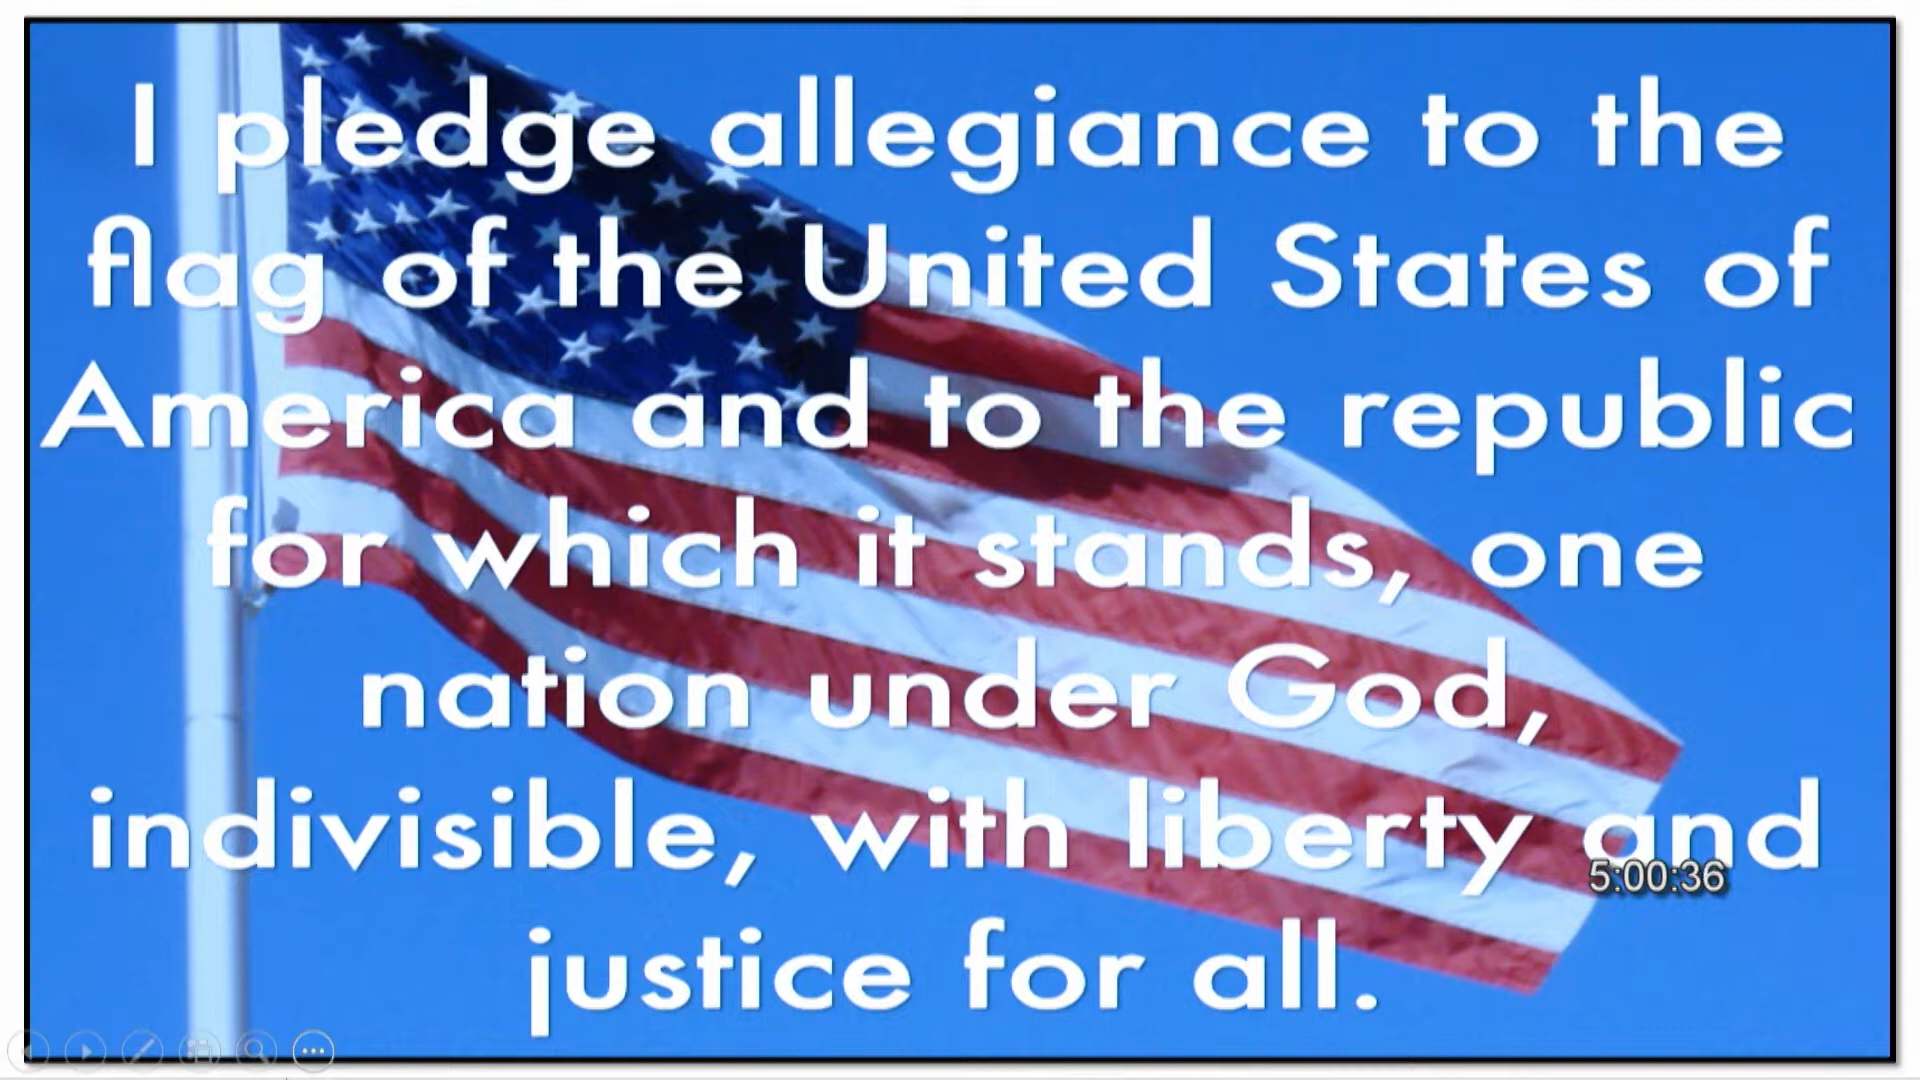 I pledge allegiance to the
flag of the United States of
America and to the republic
for which it stands, one
nation under God,
indivisible, with liberty and
5:00:36
justice for all.